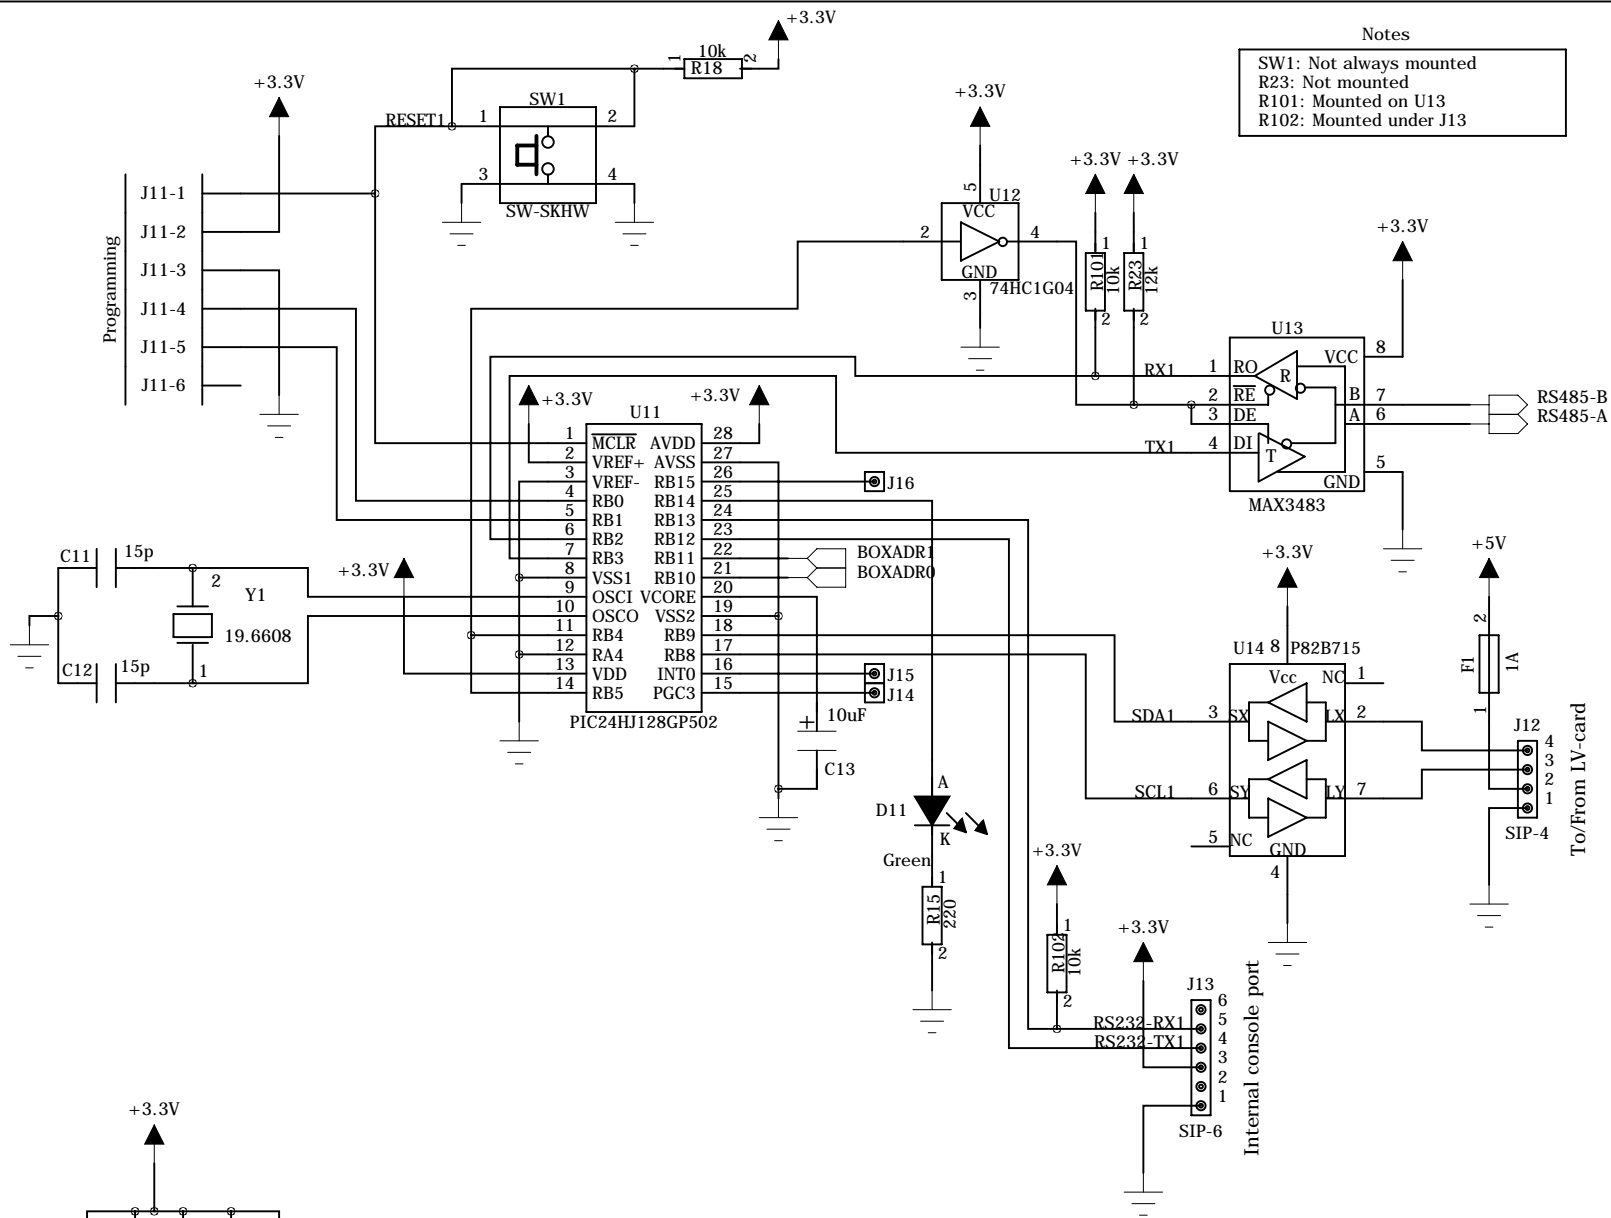 Notes
SW1: Not always mounted
R23: Not mounted
R101: Mounted on U13
R102: Mounted under J13
+3.3V
10k
1
2
R18
+3.3V
SW1
RESET1
1
2
3
4
SW-SKHW
Programming
J11-1
J11-2
J11-3
J11-4
J11-5
J11-6
+3.3V
5
U12
VCC
2
4
GND
74HC1G04
3
+3.3V
+3.3V
1
R101
10k
2
1
R23
12k
2
+3.3V
U13
VCC
8
RX1
1
RO
R
2
RE
B
7
RS485-B
3
DE
A
6
RS485-A
TX1
4
DI
T
5
GND
MAX3483
+3.3V
U11
+3.3V
1
MCLR
AVDD
28
2
VREF+
AVSS
27
3
VREF-
RB15
26
J16
4
RB0
RB14
25
5
RB1
RB13
24
6
RB2
RB12
23
7
RB3
RB11
22
BOXADR1
8
VSS1
RB10
21
BOXADR0
9
OSCI
VCORE
20
10
OSCO
VSS2
19
11
RB4
RB9
18
12
RA4
RB8
17
13
VDD
INT0
16
J15
14
RB5
PGC3
15
J14
PIC24HJ128GP502
C11
15p
2
Y1
19.6608
C12
15p
1
+3.3V
10uF
+
C13
A
D11
K
Green
1
R15
220
2
+3.3V
U14
8
P82B715
Vcc
NC
1
SDA1
3
SX
LX
2
SCL1
6
SY
LY
7
5
NC
GND
4
+5V
2
F1
1A
1
J12
4
3
2
1
SIP-4
To/From LV-card
+3.3V
1
R102
10k
2
+3.3V
J13
6
RS232-RX1
5
RS232-TX1
4
3
2
1
SIP-6
Internal console port
+3.3V